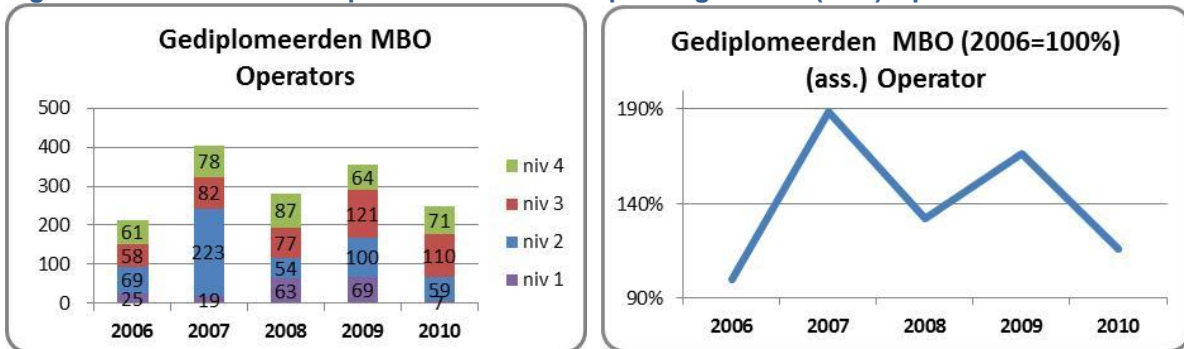 Gediplomeerden MBO
Operators
500
400
300
200
100
0
61
58
69
25
78
82
223
19
87
77
54
63
64
121
100
69
71
110
59
7
2006 2007 2008 2009 2010
niv 4
niv 3
niv 2
niv 1
Gediplomeerden MBO (2006=100%)
(ass.) Operator
190%
140%
90%
2006 2007 2008 2009 2010